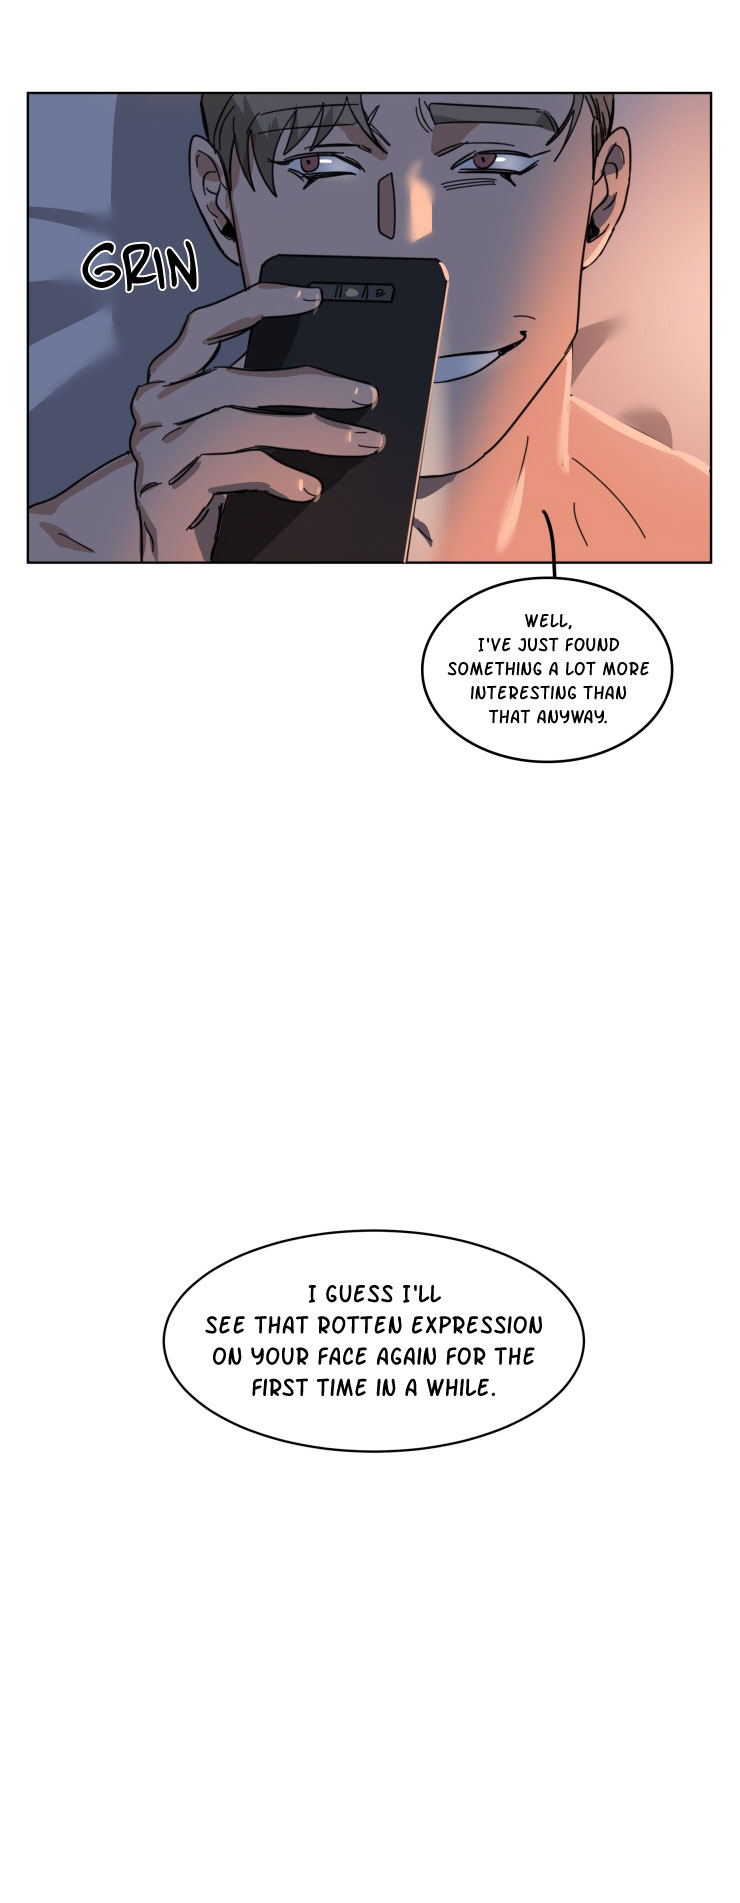 GRIN
WELL,
I'VE JUST FOUND
SOMETHING A LOT MORE
INTERESTING THAN
THAT ANYWAY.
I GUESS I'LL
SEE THAT ROTTEN EXPRESSION
ON YOUR FACE AGAIN FOR THE
FIRST TIME IN A WHILE.